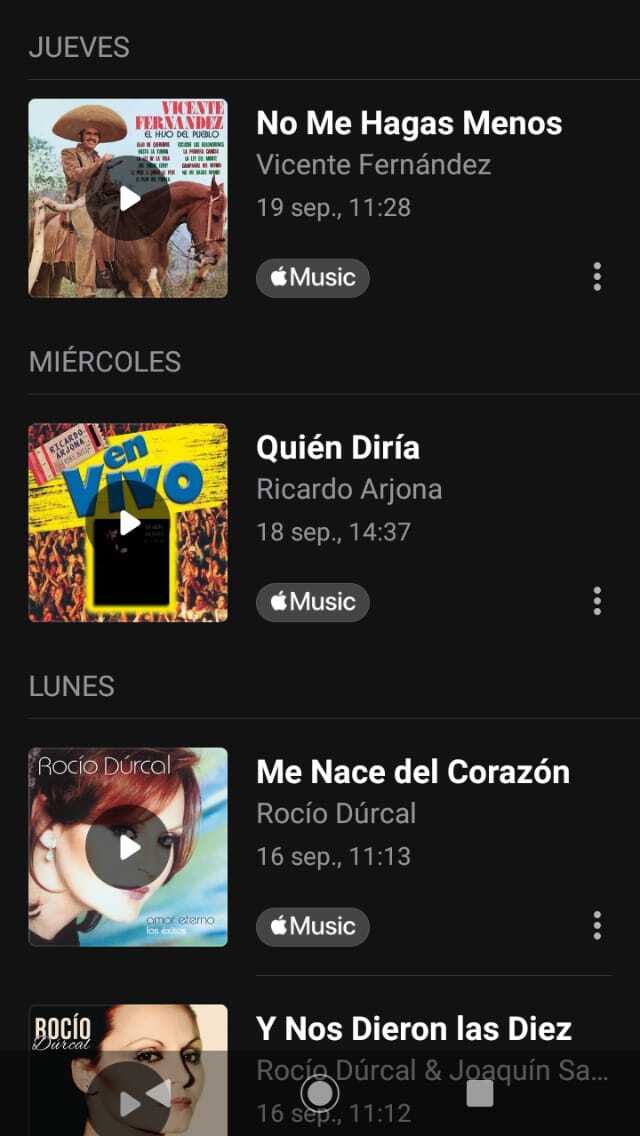 JUEVES
VICENTE
FERNANDEZ
EL HIJO DEL PUEBLO
No Me Hagas Menos
Vicente Fernández
19 sep., 11:28
Music
MIÉRCOLES
RICARDO
ARJONA
en
VIVO
Quién Diría
Ricardo Arjona
18 sep., 14:37
Music
LUNES
Rocío Dúrcal
amor eterno
los éxitos
Me Nace del Corazón
Rocío Dúrcal
16 sep., 11:13
Music
ROCÍO
Dúrcal
Y Nos Dieron las Diez
Rocío Dúrcal & Joaquín Sa...
16 sep., 11:12